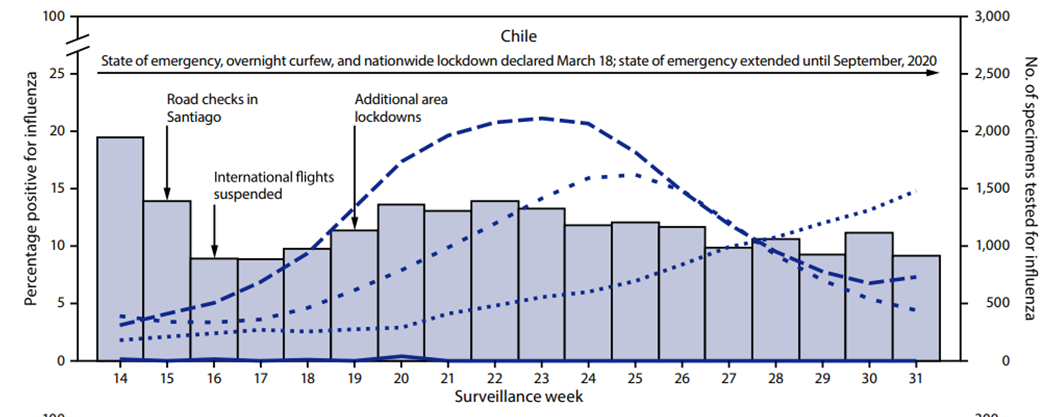 100
3,000
Chile
State of emergency, overnight curfew, and nationwide lockdown declared March 18; state of emergency extended until September, 2020
25
2,500
Road checks in
Santiago
Additional area
lockdowns
20
2,000
International flights
suspended
15
1,500
10
1,000
5
500
0
0
Percentage positive for influenza
No. of specimens tested for influenza
14 15 16 17 18 19 20 21 22 23 24 25 26 27 28 29 30 31
Surveillance week
100
300